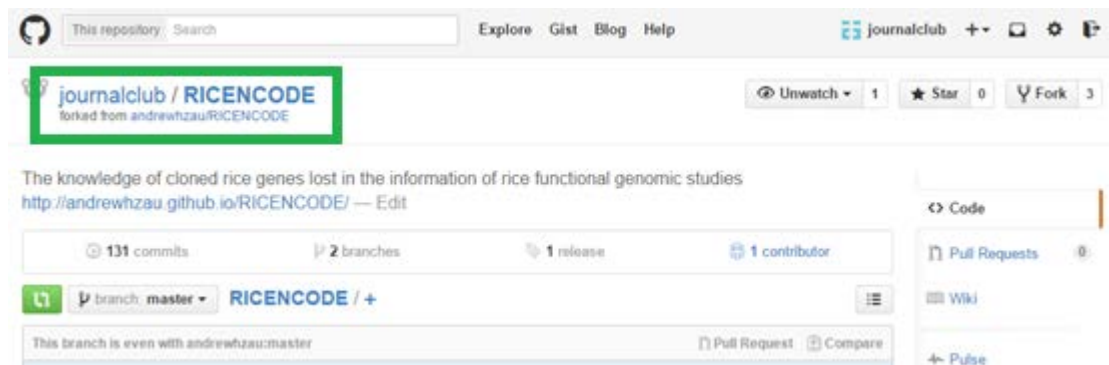 This repository Search Explore Gist Blog Help journalclub
journalclub / RICENCODE
forked from andrewhzau/RICENCODE
Unwatch 1 Star 0 Fork 3
The knowledge of cloned rice genes lost in the information of rice functional genomic studies
http://andrewhzau.github.io/RICENCODE/ — Edit
<> Code
131 commits 2 branches 1 release 1 contributor
Pull Requests 0
branch: master RICENCODE / +
Wiki
This branch is even with andrewhzau:master Pull Request Compare
Pulse